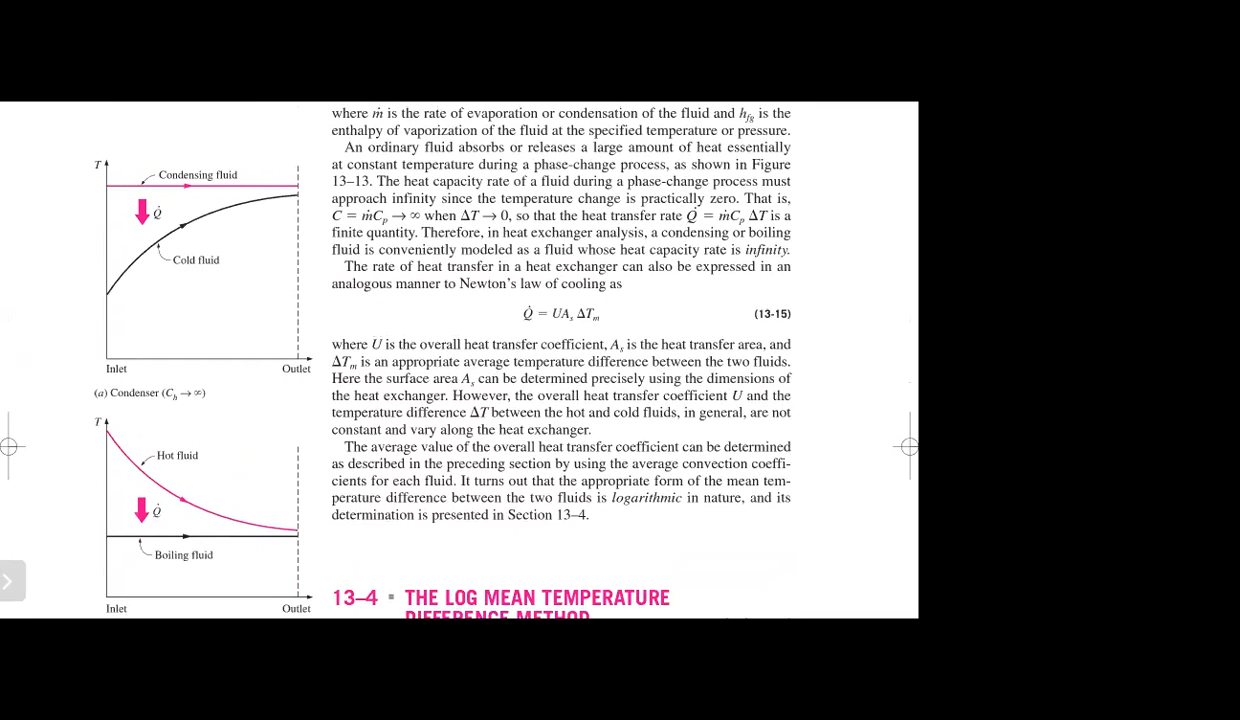 where ṁ is the rate of evaporation or condensation of the fluid and h_fg is the
enthalpy of vaporization of the fluid at the specified temperature or pressure.
An ordinary fluid absorbs or releases a large amount of heat essentially
at constant temperature during a phase-change process, as shown in Figure
13–13. The heat capacity rate of a fluid during a phase-change process must
approach infinity since the temperature change is practically zero. That is,
C = ṁC_p → ∞ when ΔT → 0, so that the heat transfer rate Q̇ = ṁC_p ΔT is a
finite quantity. Therefore, in heat exchanger analysis, a condensing or boiling
fluid is conveniently modeled as a fluid whose heat capacity rate is infinity.
The rate of heat transfer in a heat exchanger can also be expressed in an
analogous manner to Newton's law of cooling as
Q̇ = UA_s ΔT_m (13-15)
where U is the overall heat transfer coefficient, A_s is the heat transfer area, and
ΔT_m is an appropriate average temperature difference between the two fluids.
Here the surface area A_s can be determined precisely using the dimensions of
the heat exchanger. However, the overall heat transfer coefficient U and the
temperature difference ΔT between the hot and cold fluids, in general, are not
constant and vary along the heat exchanger.
The average value of the overall heat transfer coefficient can be determined
as described in the preceding section by using the average convection coeffi-
cients for each fluid. It turns out that the appropriate form of the mean tem-
perature difference between the two fluids is logarithmic in nature, and its
determination is presented in Section 13–4.
13–4 ▪ THE LOG MEAN TEMPERATURE
DIFFERENCE METHOD
T
Condensing fluid
Q̇
Cold fluid
Inlet Outlet
(a) Condenser (C_h → ∞)
T
Hot fluid
Q̇
Boiling fluid
Inlet Outlet